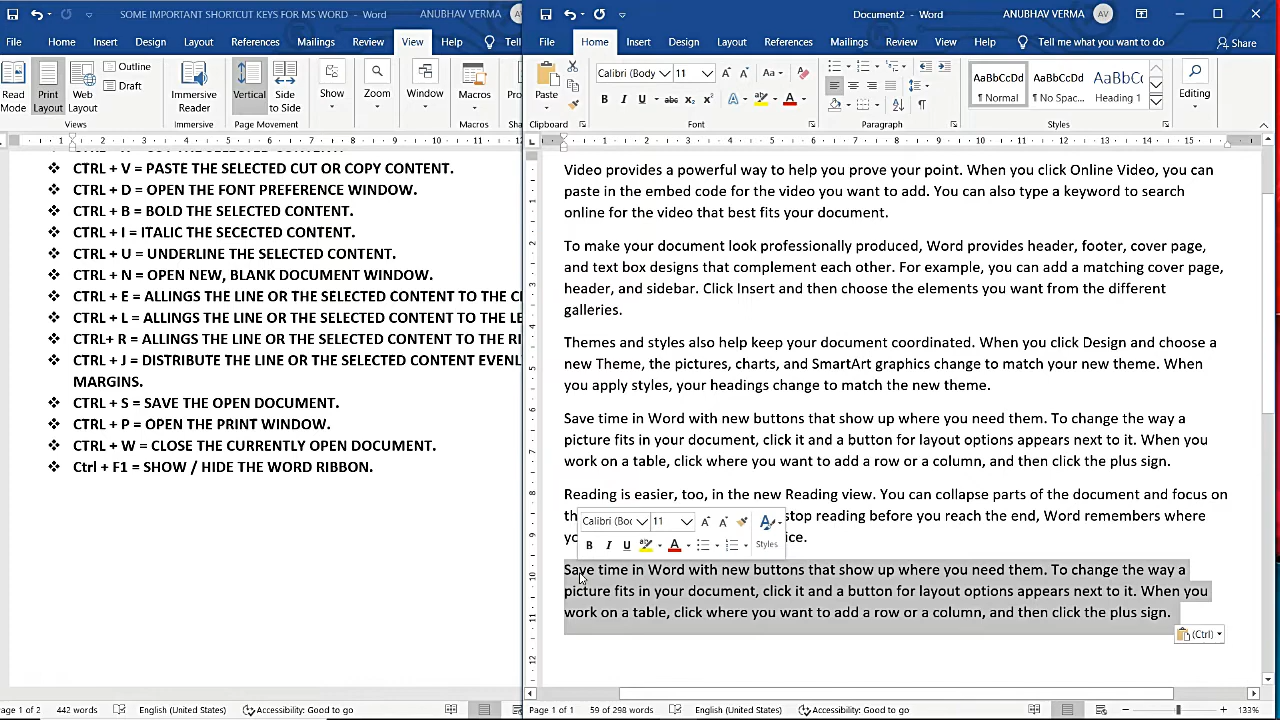 SOME IMPORTANT SHORTCUT KEYS FOR MS WORD - Word
ANUBHAV VERMA
File Home Insert Design Layout References Mailings Review View Help
Read Mode
Print Layout
Web Layout
Outline
Draft
Views
Immersive Reader
Immersive
Vertical
Side to Side
Page Movement
Show
Zoom
Window
Macros
Macros
CTRL + V = PASTE THE SELECTED CUT OR COPY CONTENT.
CTRL + D = OPEN THE FONT PREFERENCE WINDOW.
CTRL + B = BOLD THE SELECTED CONTENT.
CTRL + I = ITALIC THE SECECTED CONTENT.
CTRL + U = UNDERLINE THE SELECTED CONTENT.
CTRL + N = OPEN NEW, BLANK DOCUMENT WINDOW.
CTRL + E = ALLINGS THE LINE OR THE SELECTED CONTENT TO THE
CTRL + L = ALLINGS THE LINE OR THE SELECTED CONTENT TO THE
CTRL+ R = ALLINGS THE LINE OR THE SELECTED CONTENT TO THE
CTRL + J = DISTRIBUTE THE LINE OR THE SELECTED CONTENT
MARGINS.
CTRL + S = SAVE THE OPEN DOCUMENT.
CTRL + P = OPEN THE PRINT WINDOW.
CTRL + W = CLOSE THE CURRENTLY OPEN DOCUMENT.
Ctrl + F1 = SHOW / HIDE THE WORD RIBBON.
Page 1 of 2 442 words English (United States) Accessibility: Good to go
Document2 - Word
ANUBHAV VERMA AV
File Home Insert Design Layout References Mailings Review View Help Tell me what you want to do Share
Paste
Clipboard
Calibri (Body 11
Font
Paragraph
AaBbCcDd AaBbCcDd AaBbCc
¶ Normal ¶ No Spac... Heading 1
Styles
Editing
Video provides a powerful way to help you prove your point. When you click Online Video, you can
paste in the embed code for the video you want to add. You can also type a keyword to search
online for the video that best fits your document.
To make your document look professionally produced, Word provides header, footer, cover page,
and text box designs that complement each other. For example, you can add a matching cover page,
header, and sidebar. Click Insert and then choose the elements you want from the different
galleries.
Themes and styles also help keep your document coordinated. When you click Design and choose a
new Theme, the pictures, charts, and SmartArt graphics change to match your new theme. When
you apply styles, your headings change to match the new theme.
Save time in Word with new buttons that show up where you need them. To change the way a
picture fits in your document, click it and a button for layout options appears next to it. When you
work on a table, click where you want to add a row or a column, and then click the plus sign.
Reading is easier, too, in the new Reading view. You can collapse parts of the document and focus on
stop reading before you reach the end, Word remembers where
Calibri (Boc 11
B I U Styles
Save time in Word with new buttons that show up where you need them. To change the way a
picture fits in your document, click it and a button for layout options appears next to it. When you
work on a table, click where you want to add a row or a column, and then click the plus sign.
(Ctrl)
Page 1 of 1 59 of 298 words English (United States) Accessibility: Good to go 133%